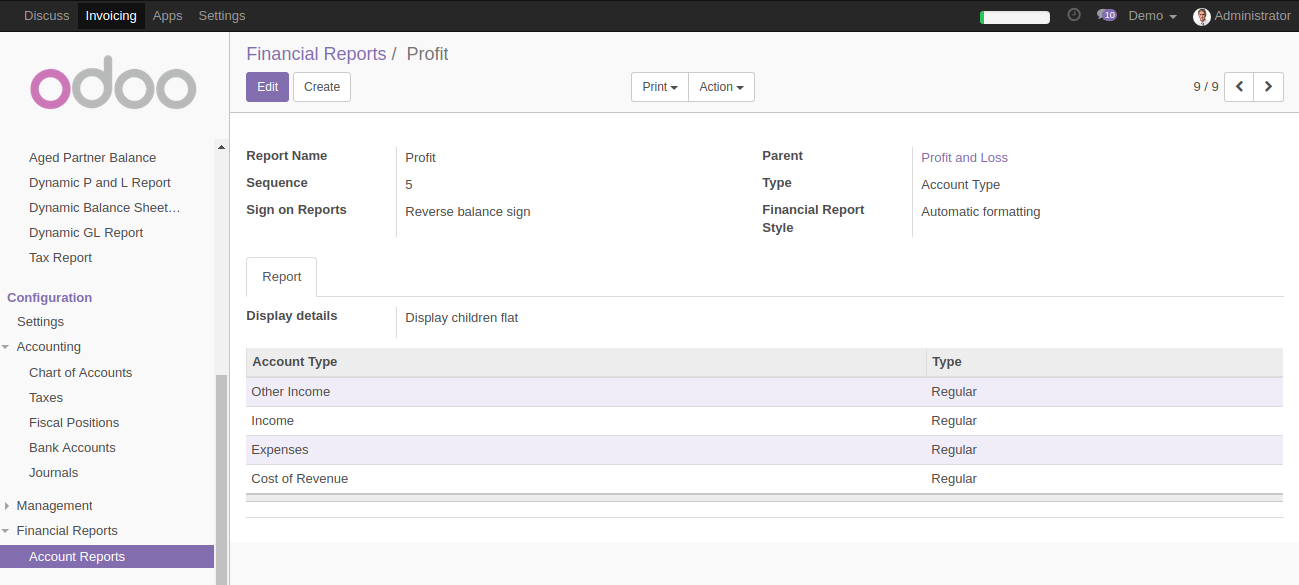 Discuss Invoicing Apps Settings 10 Demo Administrator
odoo
Aged Partner Balance
Dynamic P and L Report
Dynamic Balance Sheet…
Dynamic GL Report
Tax Report
Configuration
Settings
Accounting
Chart of Accounts
Taxes
Fiscal Positions
Bank Accounts
Journals
Management
Financial Reports
Account Reports
Financial Reports / Profit
Edit Create Print Action 9 / 9
Report Name Profit
Sequence 5
Sign on Reports Reverse balance sign
Parent Profit and Loss
Type Account Type
Financial Report Style Automatic formatting
Report
Display details Display children flat
Account Type Type
Other Income Regular
Income Regular
Expenses Regular
Cost of Revenue Regular